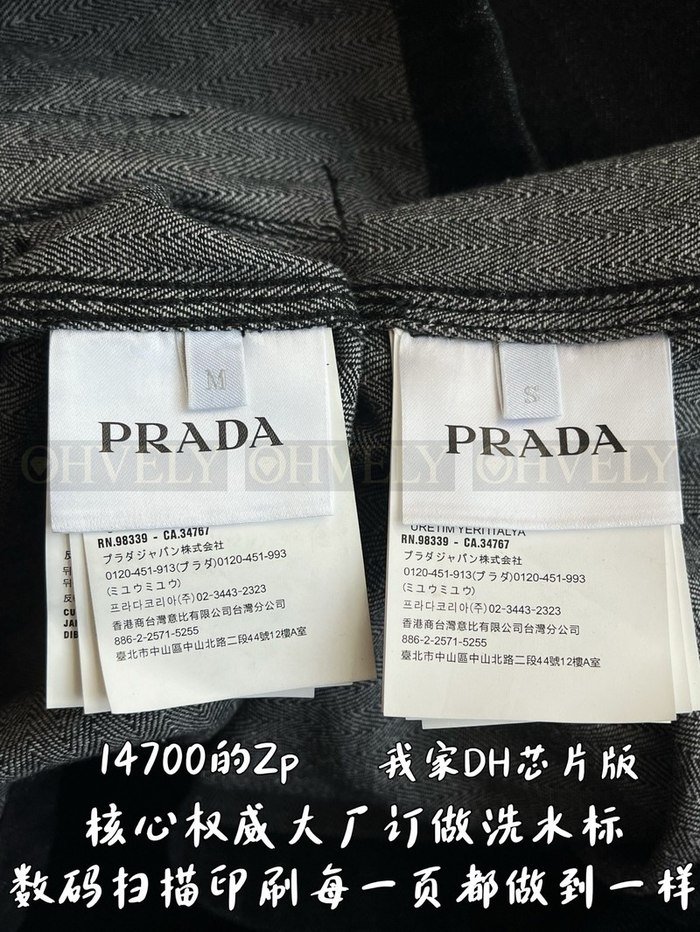 M
PRADA
S
PRADA
OHVELY OHVELY OHVELY
RN.98339 - CA.34767
プラダジャパン株式会社
0120-451-913(プラダ)0120-451-993
(ミユウミユウ)
프라다코리아(주)02-3443-2323
香港商台灣意比有限公司台灣分公司
886-2-2571-5255
臺北市中山區中山北路二段44號12樓A室
CU
JA
DIB
ÜRETİM YERİ:İTALYA
RN.98339 - CA.34767
プラダジャパン株式会社
0120-451-913(プラダ)0120-451-993
(ミユウミユウ)
프라다코리아(주)02-3443-2323
香港商台灣意比有限公司台灣分公司
886-2-2571-5255
臺北市中山區中山北路二段44號12樓A室
14700的Zp 我家DH芯片版
核心权威大厂订做洗水标
数码扫描印刷每一页都做到一样